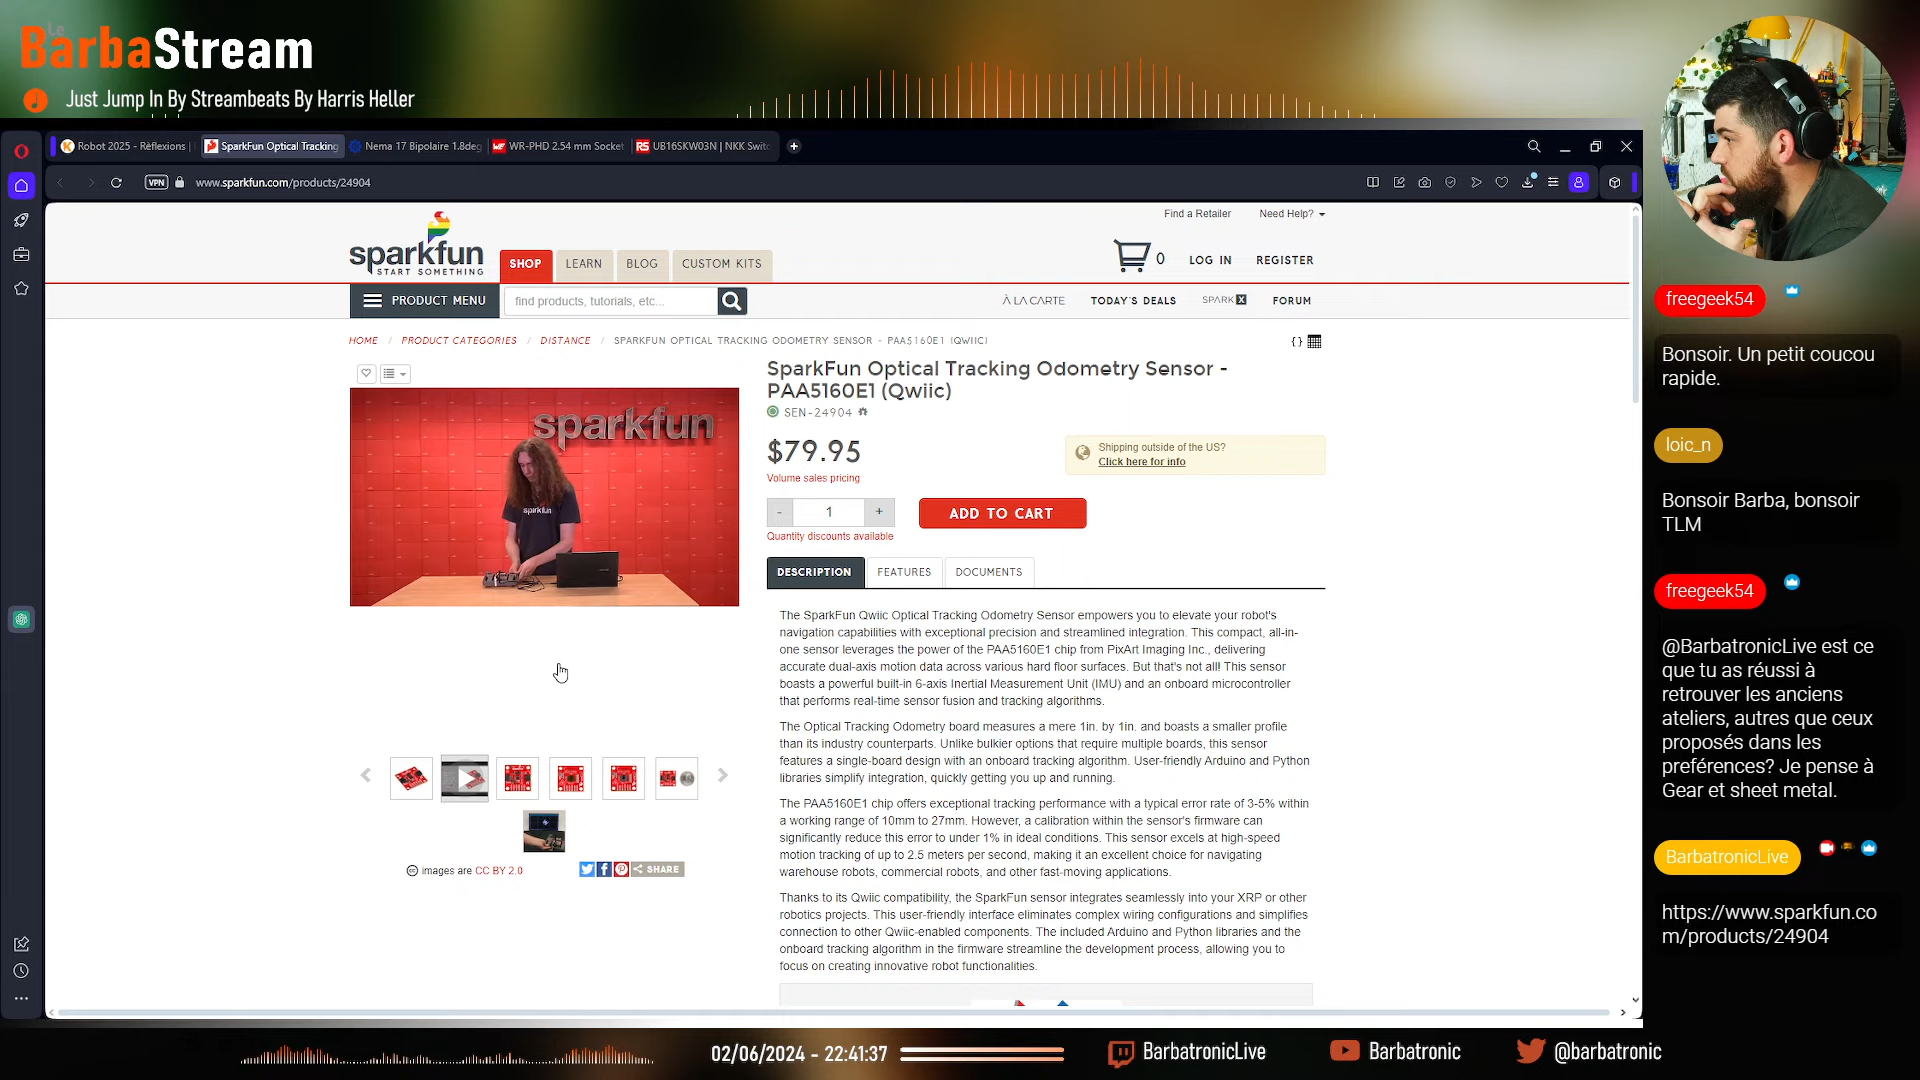 Le
BarbaStream
Just Jump In By Streambeats By Harris Heller
Robot 2025 - Réflexions
SparkFun Optical Tracking
Nema 17 Bipolaire 1.8deg
WR-PHD 2.54 mm Socket
RS UB16SKW03N | NKK Switc
VPN
www.sparkfun.com/products/24904
Find a Retailer
Need Help?
sparkfun
START SOMETHING
SHOP
LEARN
BLOG
CUSTOM KITS
0
LOG IN
REGISTER
PRODUCT MENU
find products, tutorials, etc...
À LA CARTE
TODAY'S DEALS
SPARK X
FORUM
HOME / PRODUCT CATEGORIES / DISTANCE / SPARKFUN OPTICAL TRACKING ODOMETRY SENSOR - PAA5160E1 (QWIIC)
{ }
SparkFun Optical Tracking Odometry Sensor -
PAA5160E1 (Qwiic)
SEN-24904
$79.95
Volume sales pricing
Shipping outside of the US?
Click here for info
- 1 +
ADD TO CART
Quantity discounts available
sparkfun
sparkfun
DESCRIPTION
FEATURES
DOCUMENTS
The SparkFun Qwiic Optical Tracking Odometry Sensor empowers you to elevate your robot's
navigation capabilities with exceptional precision and streamlined integration. This compact, all-in-
one sensor leverages the power of the PAA5160E1 chip from PixArt Imaging Inc., delivering
accurate dual-axis motion data across various hard floor surfaces. But that's not all! This sensor
boasts a powerful built-in 6-axis Inertial Measurement Unit (IMU) and an onboard microcontroller
that performs real-time sensor fusion and tracking algorithms.
The Optical Tracking Odometry board measures a mere 1in. by 1in. and boasts a smaller profile
than its industry counterparts. Unlike bulkier options that require multiple boards, this sensor
features a single-board design with an onboard tracking algorithm. User-friendly Arduino and Python
libraries simplify integration, quickly getting you up and running.
The PAA5160E1 chip offers exceptional tracking performance with a typical error rate of 3-5% within
a working range of 10mm to 27mm. However, a calibration within the sensor's firmware can
significantly reduce this error to under 1% in ideal conditions. This sensor excels at high-speed
motion tracking of up to 2.5 meters per second, making it an excellent choice for navigating
warehouse robots, commercial robots, and other fast-moving applications.
Thanks to its Qwiic compatibility, the SparkFun sensor integrates seamlessly into your XRP or other
robotics projects. This user-friendly interface eliminates complex wiring configurations and simplifies
connection to other Qwiic-enabled components. The included Arduino and Python libraries and the
onboard tracking algorithm in the firmware streamline the development process, allowing you to
focus on creating innovative robot functionalities.
images are CC BY 2.0
SHARE
freegeek54
Bonsoir. Un petit coucou
rapide.
loic_n
Bonsoir Barba, bonsoir
TLM
freegeek54
@BarbatronicLive est ce
que tu as réussi à
retrouver les anciens
ateliers, autres que ceux
proposés dans les
preférences? Je pense à
Gear et sheet metal.
BarbatronicLive
https://www.sparkfun.co
m/products/24904
02/06/2024 - 22:41:37
BarbatronicLive
Barbatronic
@barbatronic